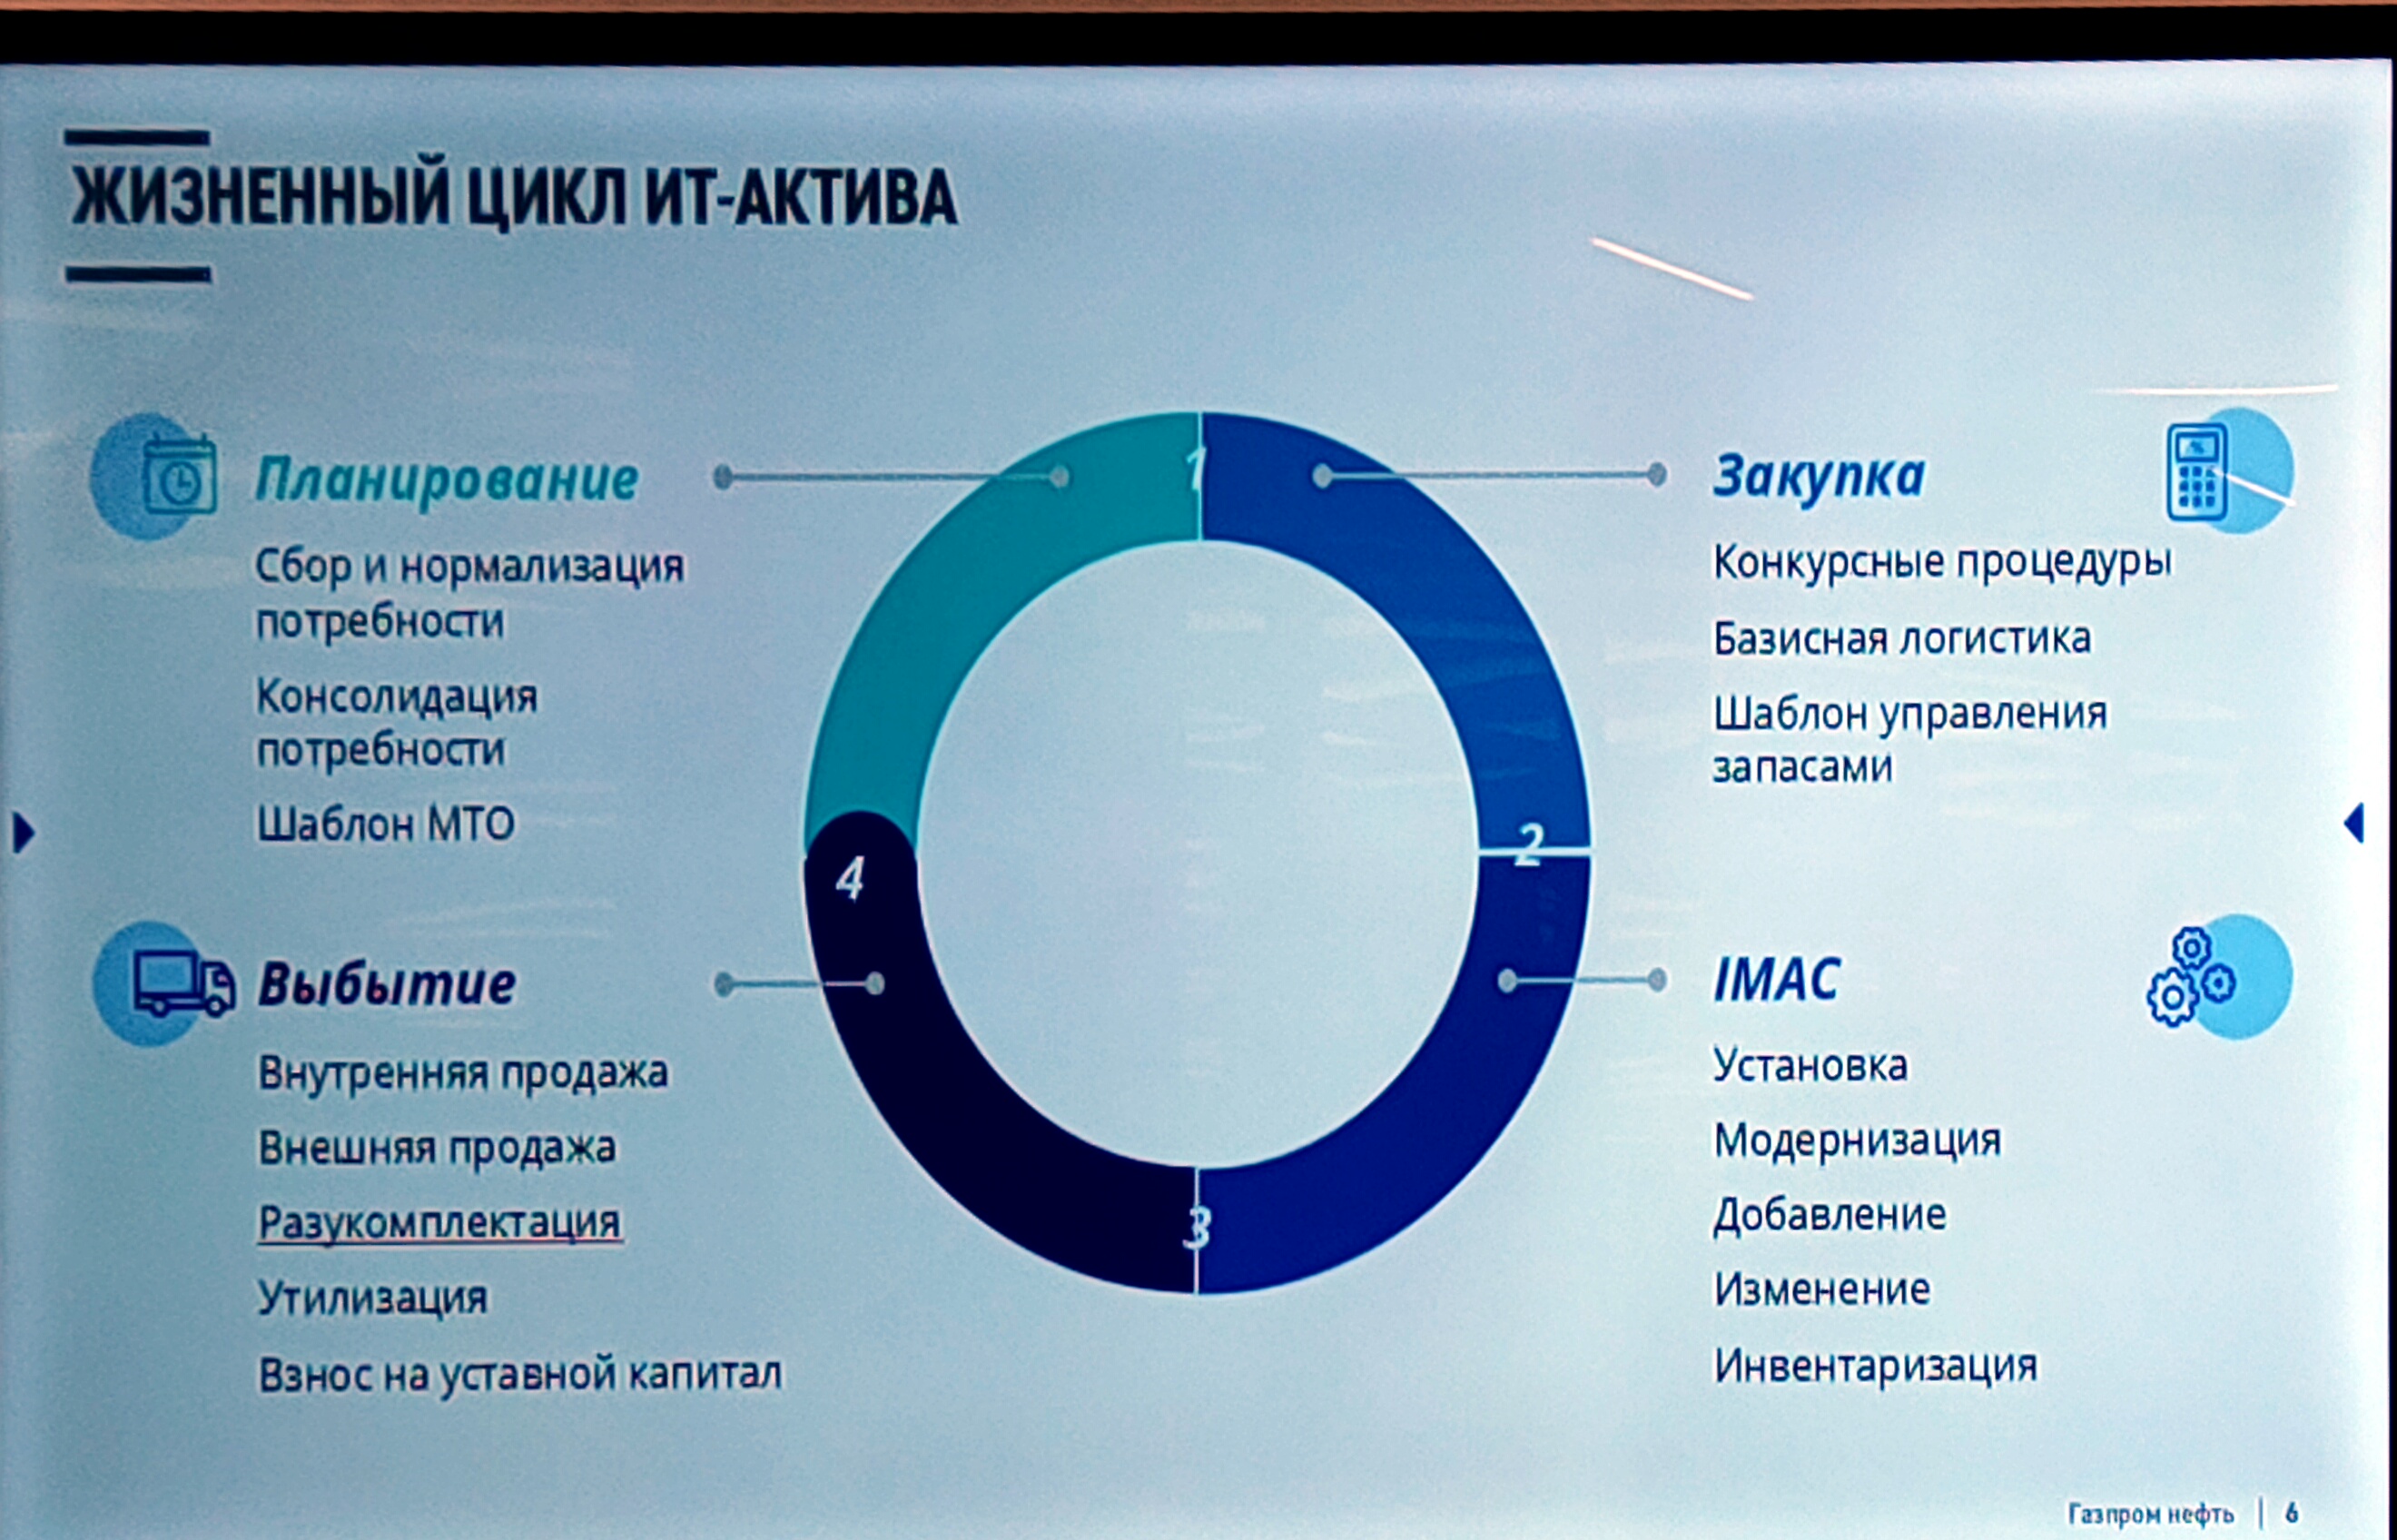 ЖИЗНЕННЫЙ ЦИКЛ ИТ-АКТИВА
Планирование
Сбор и нормализация
потребности
Консолидация
потребности
Шаблон МТО
1
Закупка
Конкурсные процедуры
Базисная логистика
Шаблон управления
запасами
2
4
Выбытие
Внутренняя продажа
Внешняя продажа
Разукомплектация
Утилизация
Взнос на уставной капитал
3
IMAC
Установка
Модернизация
Добавление
Изменение
Инвентаризация
Газпром нефть | 6